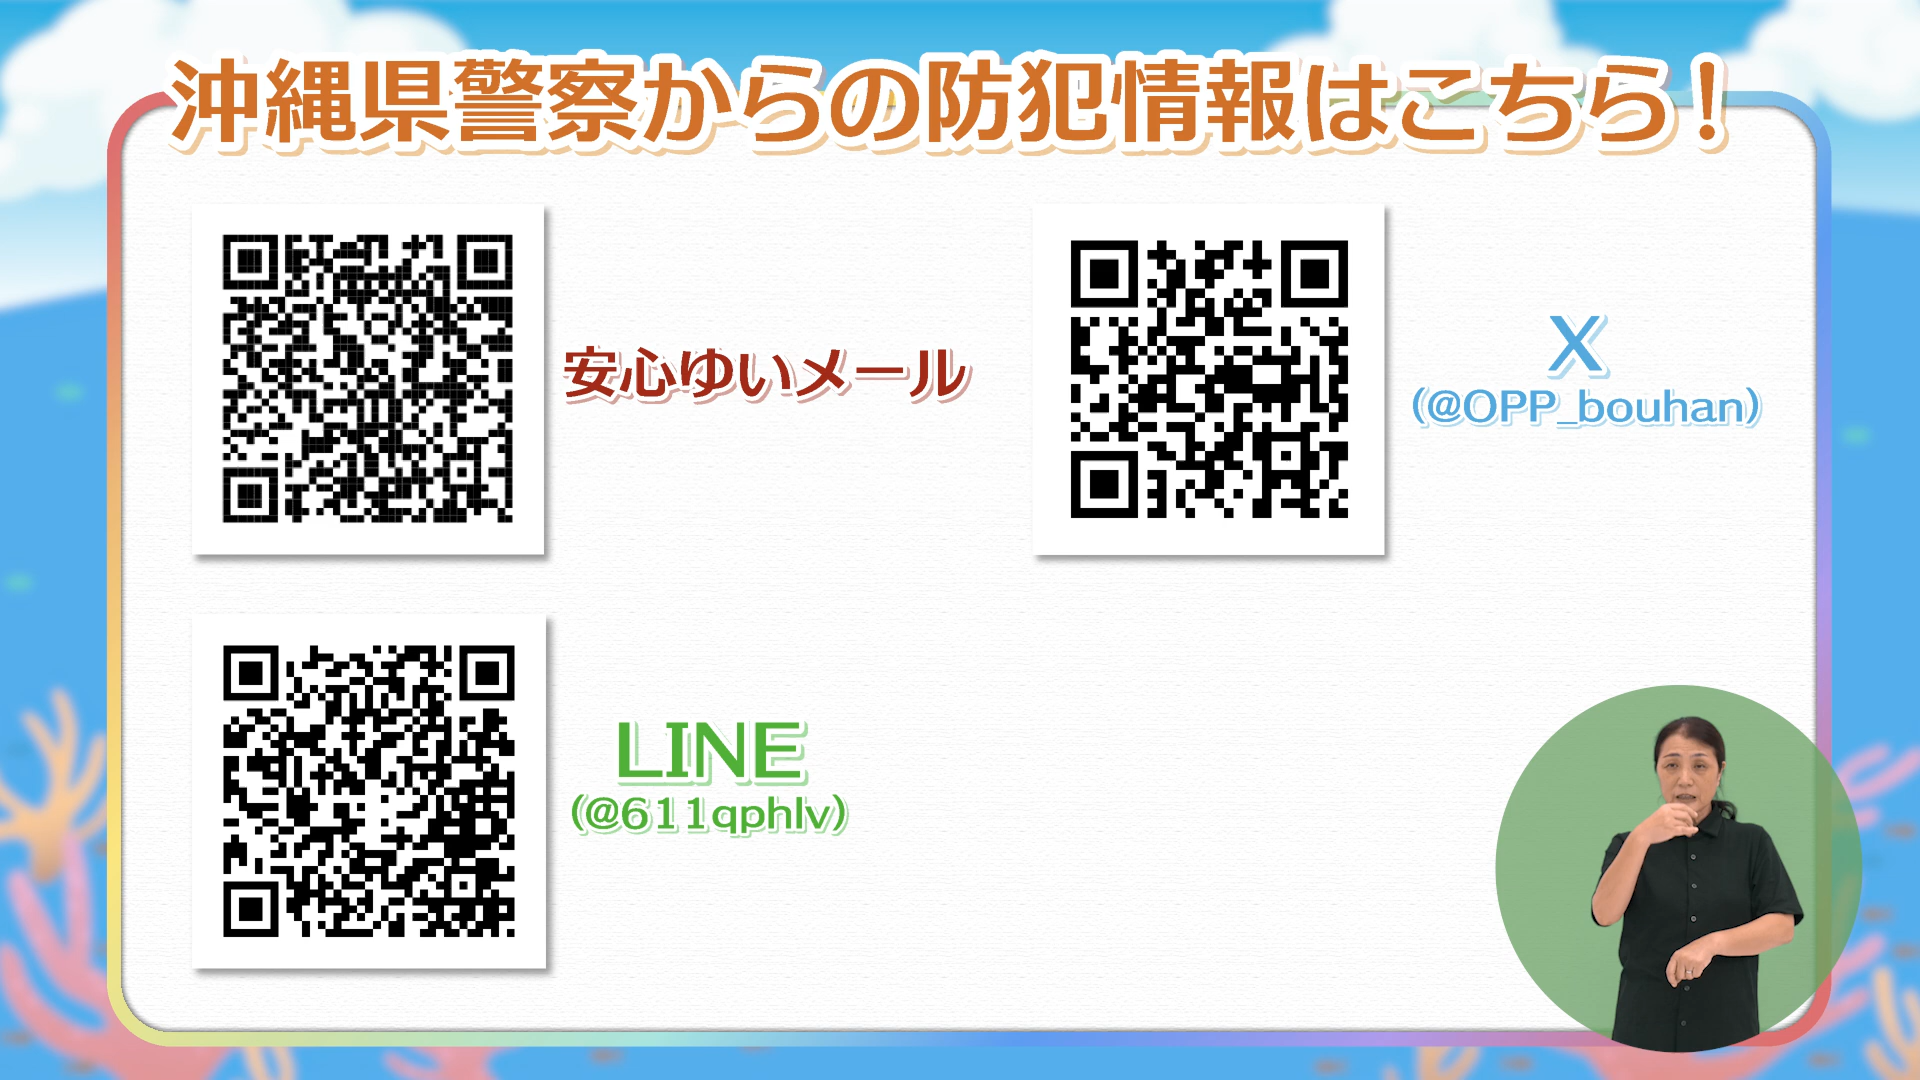 沖縄県警察からの防犯情報はこちら！
安心ゆいメール
X
(@OPP_bouhan)
LINE
(@611qphlv)